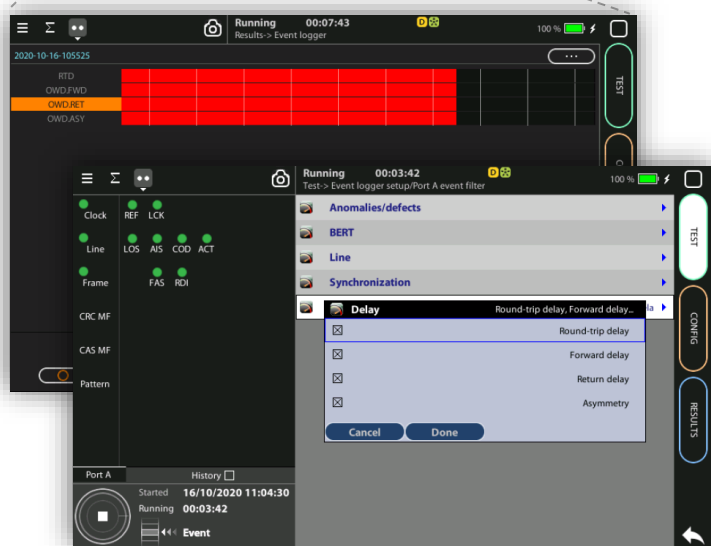 Running 00:07:43
D
100 %
Results-> Event logger
2020-10-16-105525
...
RTD
OWD.FWD
OWD.RET
OWD.ASY
TEST
Running 00:03:42
D
100 %
Test-> Event logger setup/Port A event filter
Clock REF LCK
Line LOS AIS COD ACT
Frame FAS RDI
CRC MF
CAS MF
Pattern
Anomalies/defects
BERT
Line
Synchronization
Delay Round-trip delay, Forward delay...
Round-trip delay
Forward delay
Return delay
Asymmetry
Cancel Done
TEST
CONFIG
RESULTS
Port A History
Started 16/10/2020 11:04:30
Running 00:03:42
Event